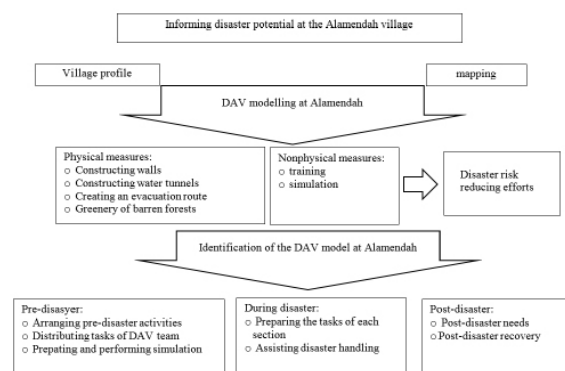 Informing disaster potential at the Alamendah village
Village profile
mapping
DAV modelling at Alamendah
Physical measures:
o Constructing walls
o Constructing water tunnels
o Creating an evacuation route
o Greenery of barren forests
Nonphysical measures:
o training
o simulation
Disaster risk
reducing efforts
Identification of the DAV model at Alamendah
Pre-disasyer:
o Arranging pre-disaster activities
o Distributing tasks of DAV team
o Prepating and performing simulation
During disaster:
o Preparing the tasks of each
section
o Assisting disaster handling
Post-disaster:
o Post-disaster needs
o Post-disaster recovery